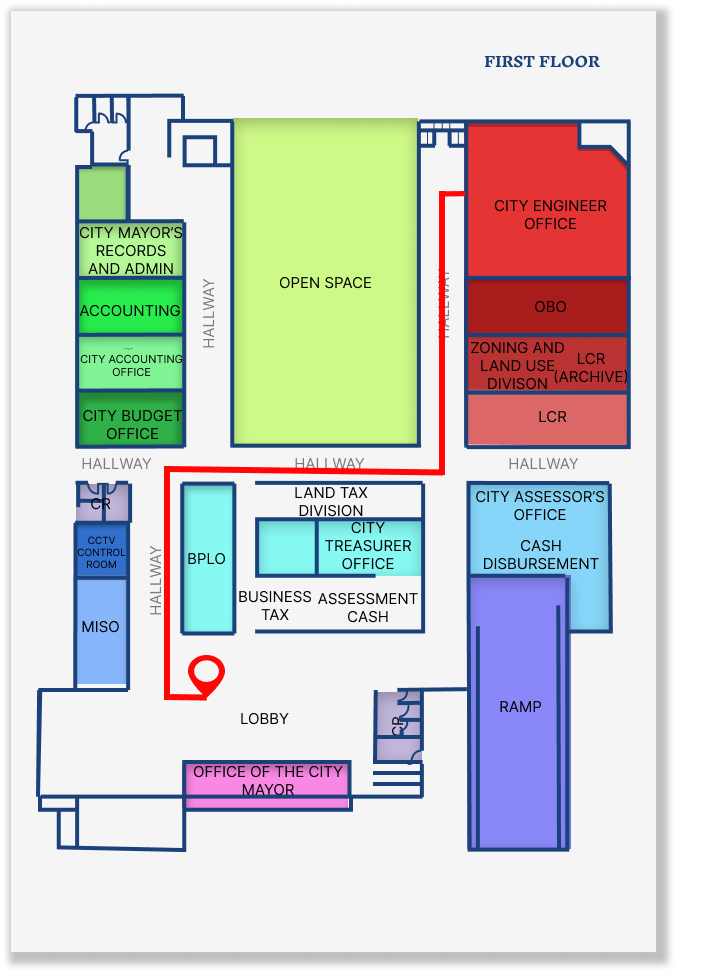 FIRST FLOOR
CITY MAYOR'S
RECORDS
AND ADMIN
ACCOUNTING
CITY ACCOUNTING
OFFICE
CITY BUDGET
OFFICE
HALLWAY
OPEN SPACE
HALLWAY
CITY ENGINEER
OFFICE
OBO
ZONING AND
LAND USE
DIVISON
LCR
(ARCHIVE)
LCR
HALLWAY
HALLWAY
HALLWAY
CR
CCTV
CONTROL
ROOM
MISO
HALLWAY
BPLO
LAND TAX
DIVISION
CITY
TREASURER
OFFICE
BUSINESS
TAX
ASSESSMENT
CASH
CITY ASSESSOR'S
OFFICE
CASH
DISBURSEMENT
RAMP
LOBBY
CR
OFFICE OF THE CITY
MAYOR